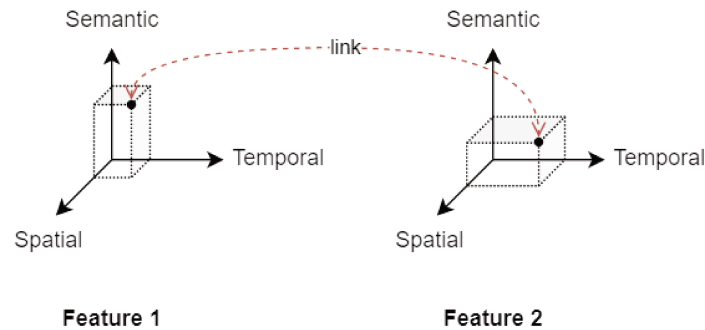 Semantic
Semantic
link
Temporal
Temporal
Spatial
Spatial
Feature 1
Feature 2